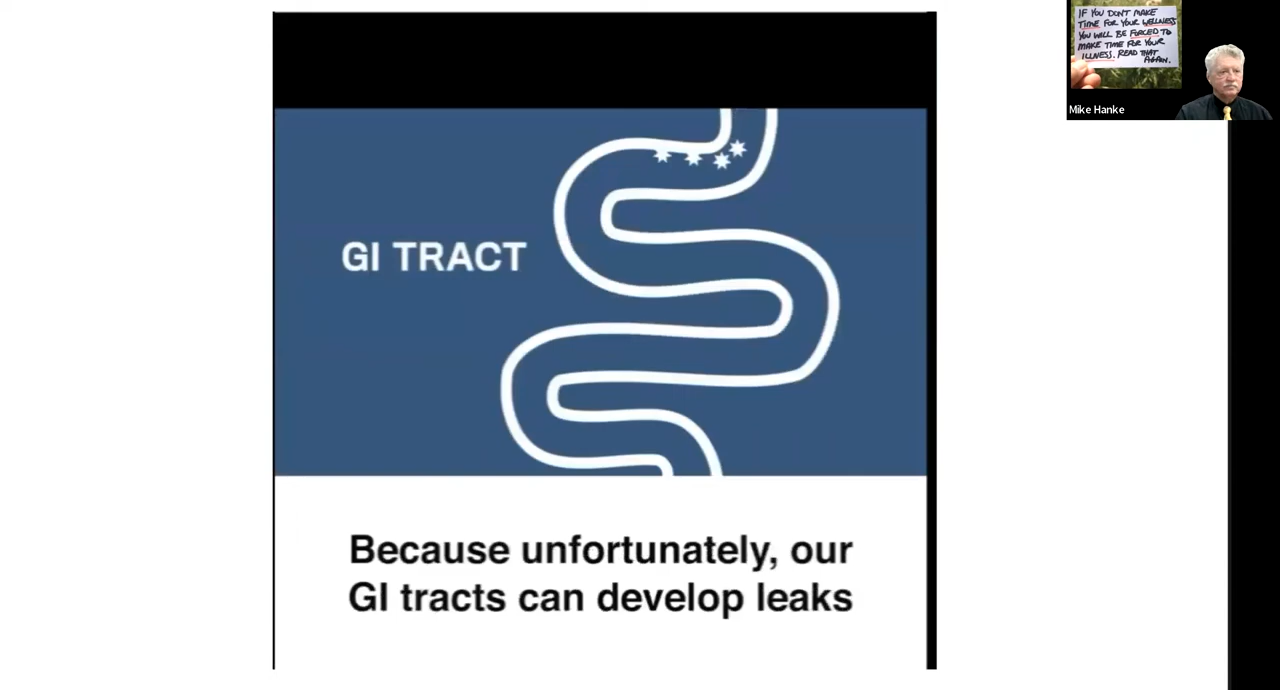 IF YOU DON'T MAKE
TIME FOR YOUR WELLNESS
YOU WILL BE FORCED TO
MAKE TIME FOR YOUR
ILLNESS. READ THAT
AGAIN.
Mike Hanke
GI TRACT
Because unfortunately, our
GI tracts can develop leaks